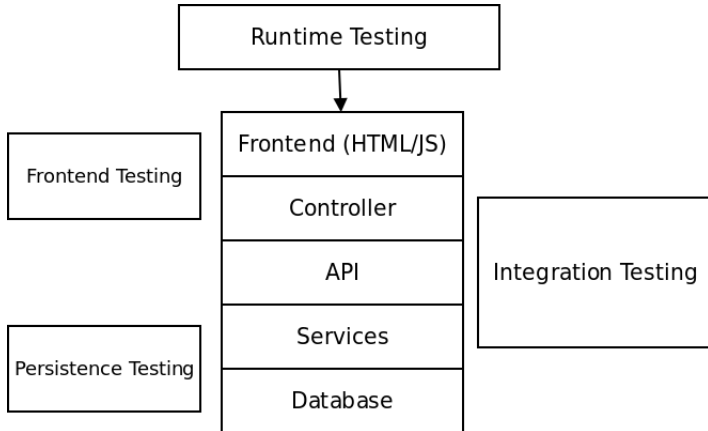 Runtime Testing
Frontend (HTML/JS)
Frontend Testing
Controller
API
Integration Testing
Services
Persistence Testing
Database